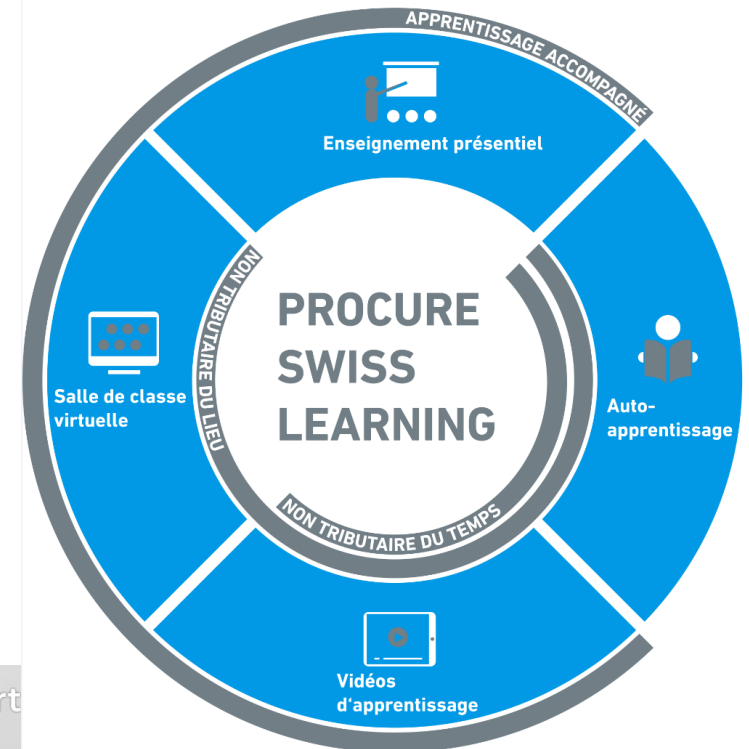 APPRENTISSAGE ACCOMPAGNÉ
Enseignement présentiel
NON TRIBUTAIRE DU LIEU
PROCURE
SWISS
LEARNING
Salle de classe
virtuelle
Auto-
apprentissage
NON TRIBUTAIRE DU TEMPS
Vidéos
d'apprentissage
rt